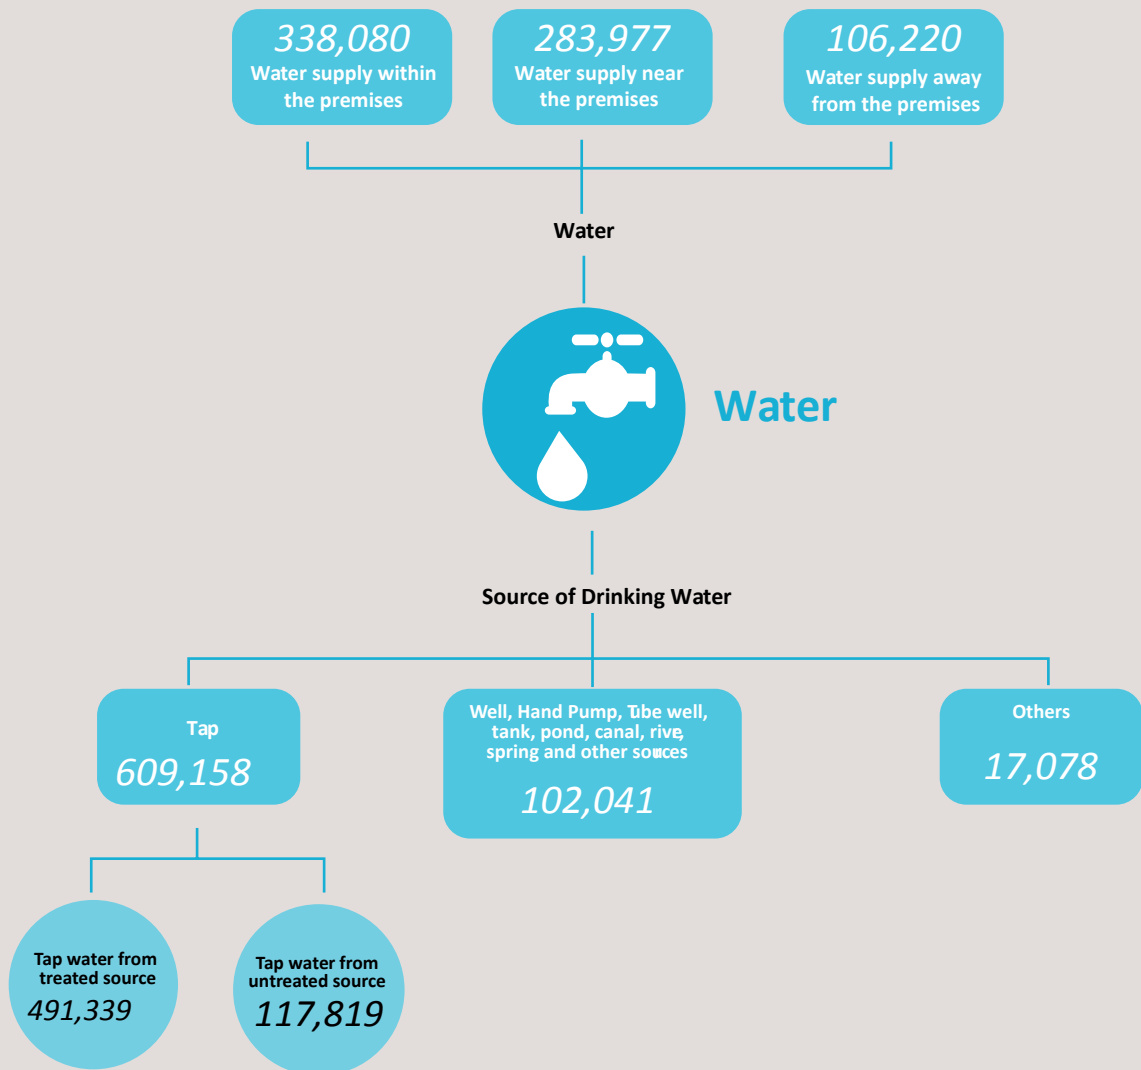 338,080
Water supply within
the premises
283,977
Water supply near
the premises
106,220
Water supply away
from the premises
Water
Water
Source of Drinking Water
Tap
609,158
Well, Hand Pump, Tube well,
tank, pond, canal, river,
spring and other sources
102,041
Others
17,078
Tap water from
treated source
491,339
Tap water from
untreated source
117,819